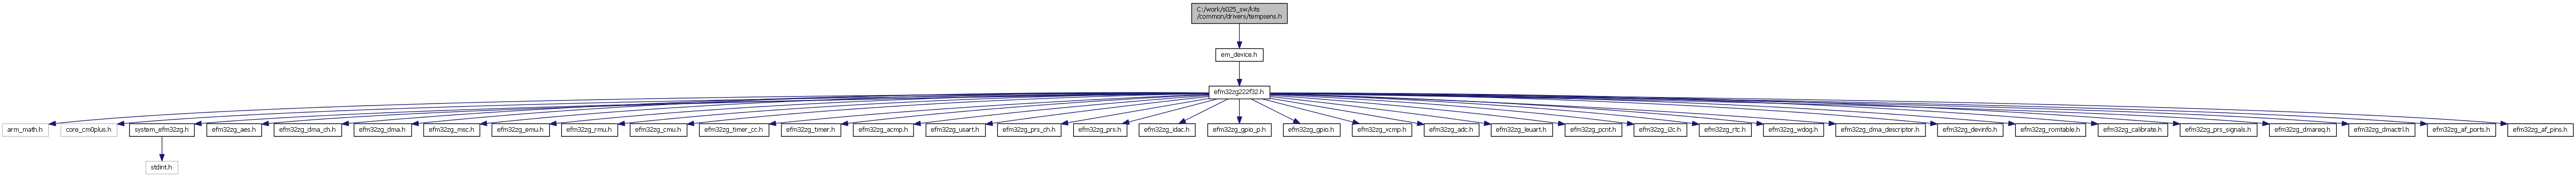 C:/work/s025_sw/kits
/common/drivers/tempsens.h
em_device.h
efm32zg222f32.h
arm_math.h
core_cm0plus.h
system_efm32zg.h
efm32zg_aes.h
efm32zg_dma_ch.h
efm32zg_dma.h
efm32zg_msc.h
efm32zg_emu.h
efm32zg_rmu.h
efm32zg_cmu.h
efm32zg_timer_cc.h
efm32zg_timer.h
efm32zg_acmp.h
efm32zg_usart.h
efm32zg_prs_ch.h
efm32zg_prs.h
efm32zg_idac.h
efm32zg_gpio_p.h
efm32zg_gpio.h
efm32zg_vcmp.h
efm32zg_adc.h
efm32zg_leuart.h
efm32zg_pcnt.h
efm32zg_i2c.h
efm32zg_rtc.h
efm32zg_wdog.h
efm32zg_dma_descriptor.h
efm32zg_devinfo.h
efm32zg_romtable.h
efm32zg_calibrate.h
efm32zg_prs_signals.h
efm32zg_dmareq.h
efm32zg_dmactrl.h
efm32zg_af_ports.h
efm32zg_af_pins.h
stdint.h